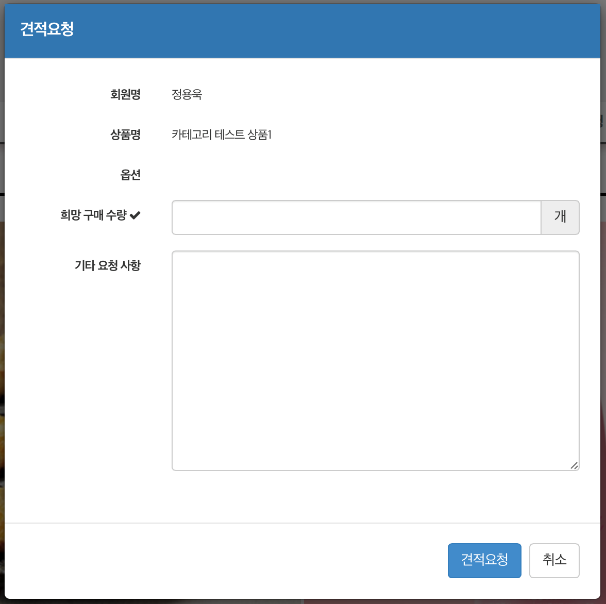 견적요청
회원명 정용욱
상품명 카테고리 테스트 상품1
옵션
희망 구매 수량 ✔ 개
기타 요청 사항
견적요청 취소